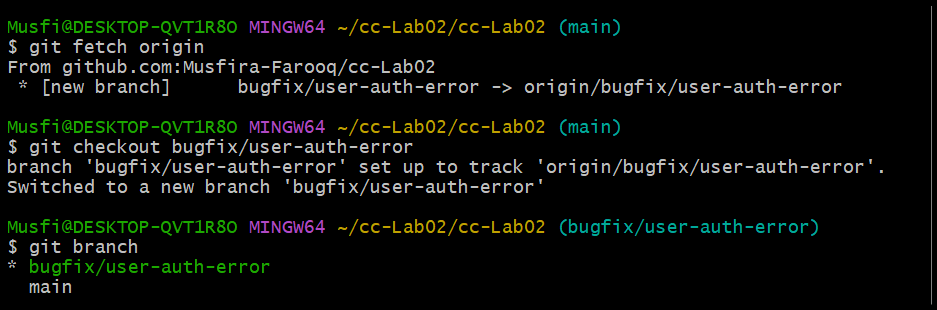 Musfi@DESKTOP-QVT1R8O MINGW64 ~/cc-Lab02/cc-Lab02 (main)
$ git fetch origin
From github.com:Musfira-Farooq/cc-Lab02
 * [new branch]      bugfix/user-auth-error -> origin/bugfix/user-auth-error
Musfi@DESKTOP-QVT1R8O MINGW64 ~/cc-Lab02/cc-Lab02 (main)
$ git checkout bugfix/user-auth-error
branch 'bugfix/user-auth-error' set up to track 'origin/bugfix/user-auth-error'.
Switched to a new branch 'bugfix/user-auth-error'
Musfi@DESKTOP-QVT1R8O MINGW64 ~/cc-Lab02/cc-Lab02 (bugfix/user-auth-error)
$ git branch
* bugfix/user-auth-error
  main